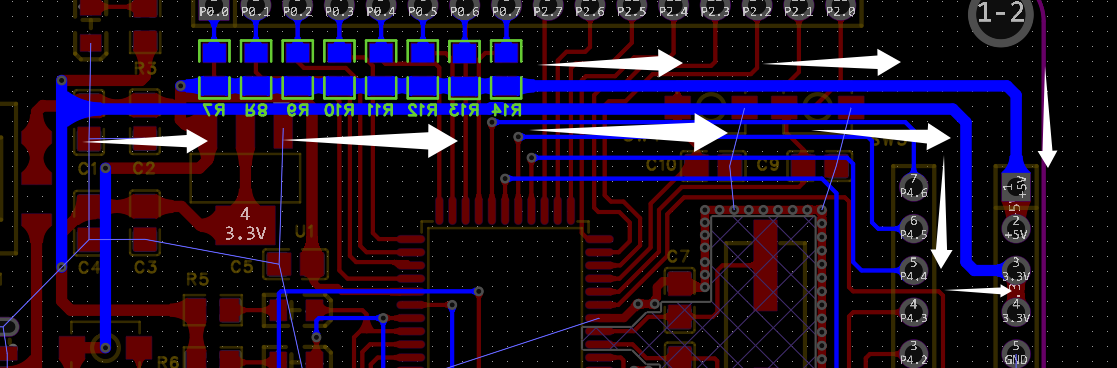 P0.0 P0.1 P0.2 P0.3 P0.4 P0.5 P0.6 P0.7 P2.7 P2.6 P2.5 P2.4 P2.3 P2.2 P2.1 P2.0
1-2
R3
R7 R8 R9 R10 R11 R12 R13 R14
C1 C2 C10 C9
7
P4.6
1
+5V
4
3.3V
6
P4.5
2
+5V
C4 C3 C5 U1 C7
5
P4.4
3
3.3V
R5
4
P4.3
4
3.3V
R6
3
P4.2
5
GND